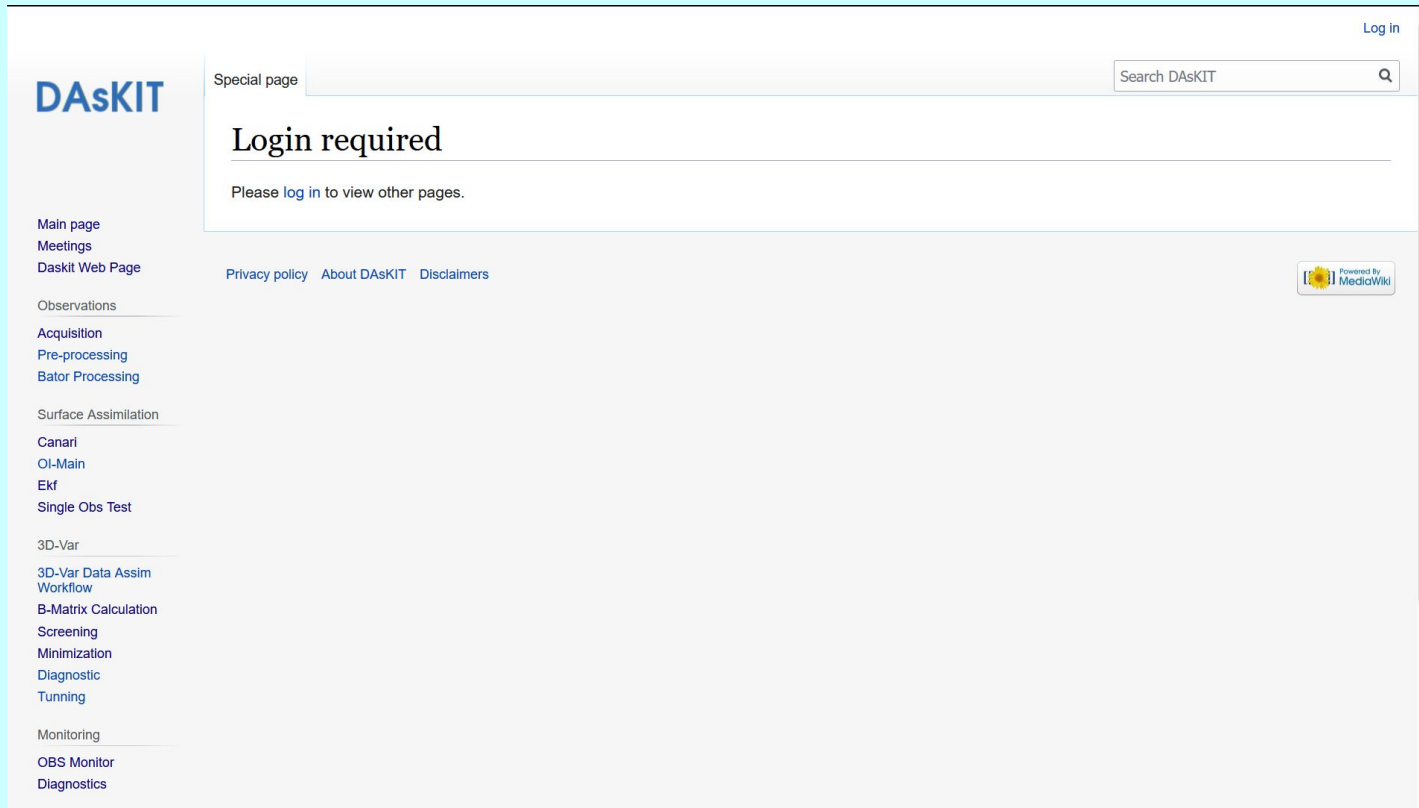 Log in
DAsKIT
Special page
Search DAsKIT
Login required
Please log in to view other pages.
Main page
Meetings
Daskit Web Page
Observations
Acquisition
Pre-processing
Bator Processing
Surface Assimilation
Canari
OI-Main
Ekf
Single Obs Test
3D-Var
3D-Var Data Assim
Workflow
B-Matrix Calculation
Screening
Minimization
Diagnostic
Tunning
Monitoring
OBS Monitor
Diagnostics
Privacy policy About DAsKIT Disclaimers
Powered By
MediaWiki